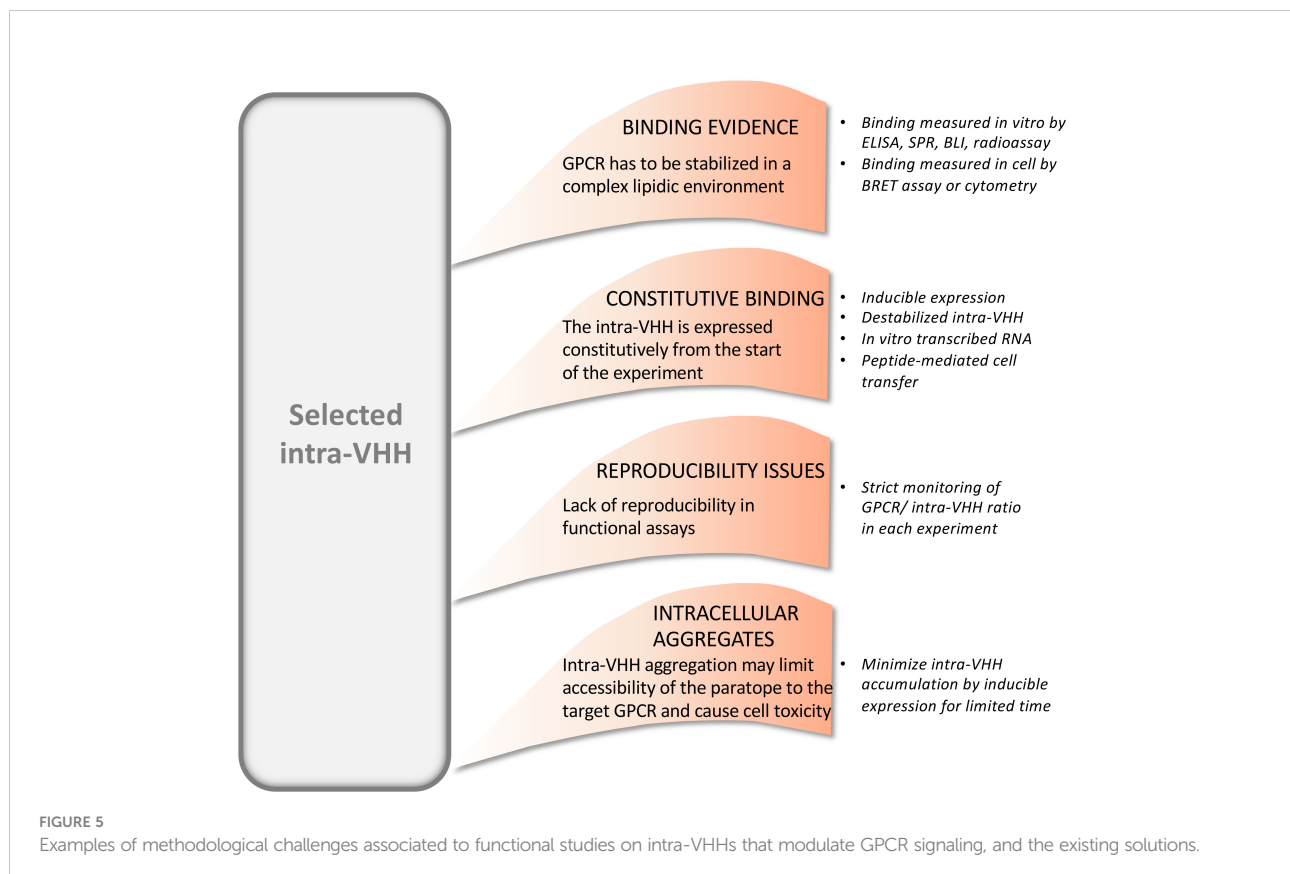 Selected
intra-VHH
BINDING EVIDENCE
GPCR has to be stabilized in a
complex lipidic environment
• Binding measured in vitro by
ELISA, SPR, BLI, radioassay
• Binding measured in cell by
BRET assay or cytometry
CONSTITUTIVE BINDING
The intra-VHH is expressed
constitutively from the start
of the experiment
• Inducible expression
• Destabilized intra-VHH
• In vitro transcribed RNA
• Peptide-mediated cell
transfer
REPRODUCIBILITY ISSUES
Lack of reproducibility in
functional assays
• Strict monitoring of
GPCR/ intra-VHH ratio
in each experiment
INTRACELLULAR
AGGREGATES
Intra-VHH aggregation may limit
accessibility of the paratope to the
target GPCR and cause cell toxicity
• Minimize intra-VHH
accumulation by inducible
expression for limited time
FIGURE 5
Examples of methodological challenges associated to functional studies on intra-VHHs that modulate GPCR signaling, and the existing solutions.